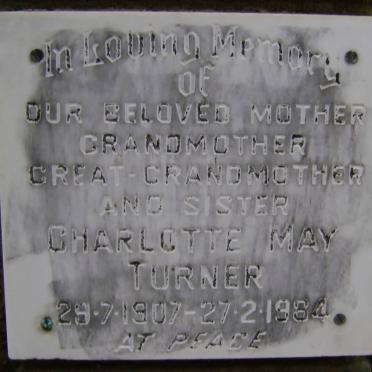 In Loving Memory
of
OUR BELOVED MOTHER
GRANDMOTHER
GREAT-GRANDMOTHER
AND SISTER
CHARLOTTE MAY
TURNER
29·7·1907-27·2·1984
AT PEACE